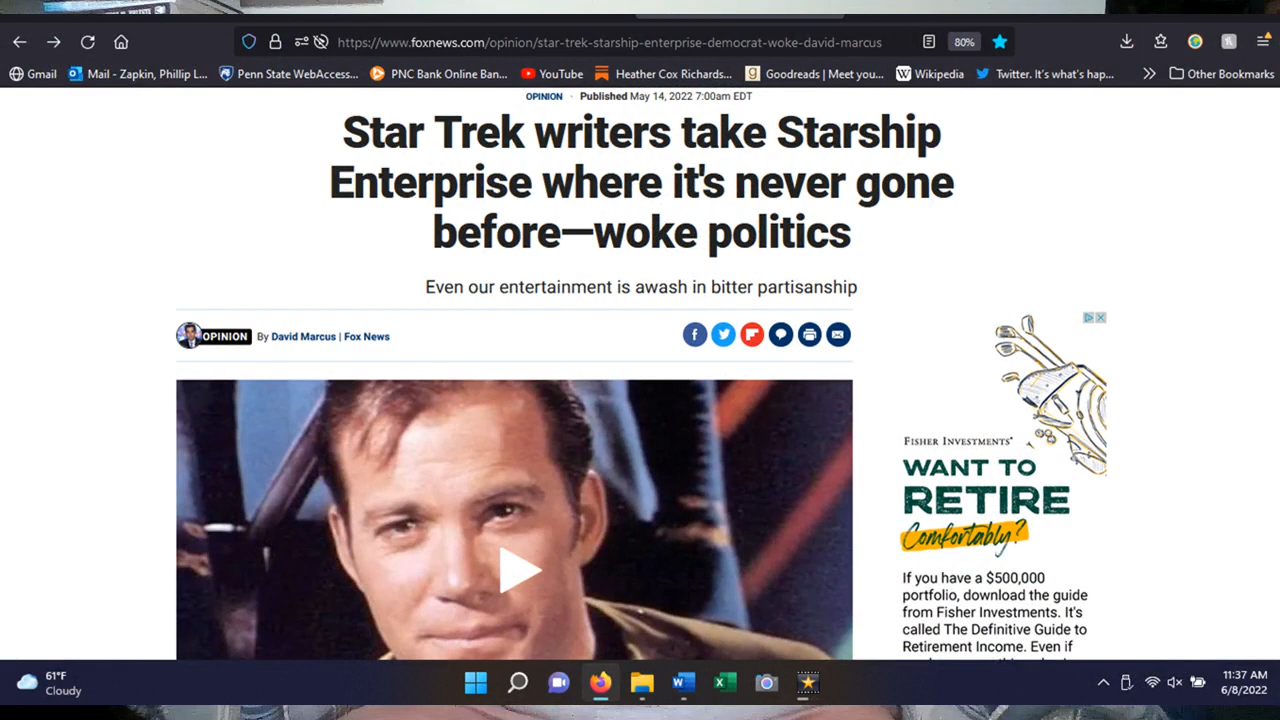 https://www.foxnews.com/opinion/star-trek-starship-enterprise-democrat-woke-david-marcus
80%
Gmail
Mail - Zapkin, Phillip L...
Penn State WebAccess...
PNC Bank Online Ban...
YouTube
Heather Cox Richards...
Goodreads | Meet you...
Wikipedia
Twitter. It's what's hap...
Other Bookmarks
OPINION · Published May 14, 2022 7:00am EDT
Star Trek writers take Starship
Enterprise where it's never gone
before—woke politics
Even our entertainment is awash in bitter partisanship
OPINION By David Marcus | Fox News
FISHER INVESTMENTS
WANT TO
RETIRE
Comfortably?
If you have a $500,000
portfolio, download the guide
from Fisher Investments. It's
called The Definitive Guide to
Retirement Income. Even if
61°F
Cloudy
11:37 AM
6/8/2022